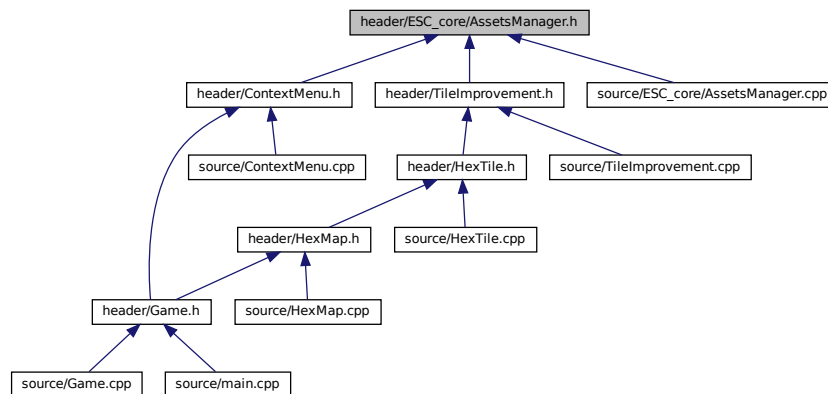 header/ESC_core/AssetsManager.h
header/ContextMenu.h
header/TileImprovement.h
source/ESC_core/AssetsManager.cpp
source/ContextMenu.cpp
header/HexTile.h
source/TileImprovement.cpp
header/HexMap.h
source/HexTile.cpp
header/Game.h
source/HexMap.cpp
source/Game.cpp
source/main.cpp